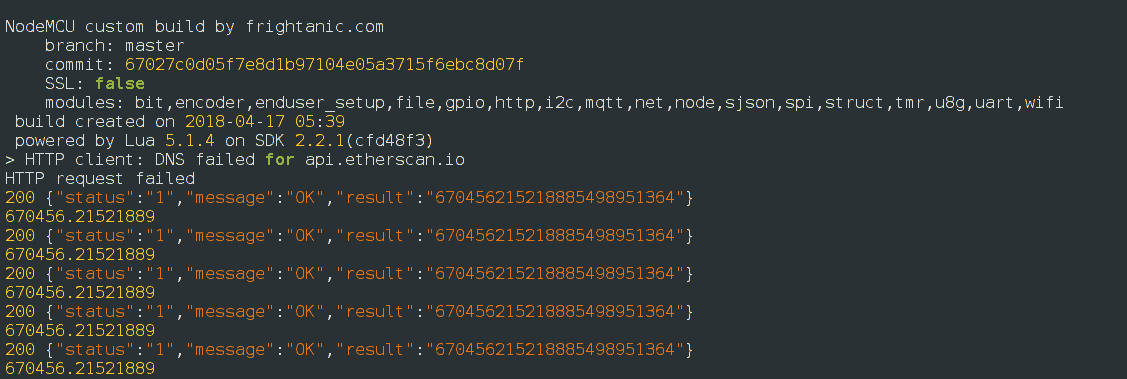 NodeMCU custom build by frightanic.com
branch: master
commit: 67027c0d05f7e8d1b97104e05a3715f6ebc8d07f
SSL: false
modules: bit,encoder,enduser_setup,file,gpio,http,i2c,mqtt,net,node,sjson,spi,struct,tmr,u8g,uart,wifi
build created on 2018-04-17 05:39
powered by Lua 5.1.4 on SDK 2.2.1(cfd48f3)
> HTTP client: DNS failed for api.etherscan.io
HTTP request failed
200 {"status":"1","message":"OK","result":"670456215218885498951364"}
670456.21521889
200 {"status":"1","message":"OK","result":"670456215218885498951364"}
670456.21521889
200 {"status":"1","message":"OK","result":"670456215218885498951364"}
670456.21521889
200 {"status":"1","message":"OK","result":"670456215218885498951364"}
670456.21521889
200 {"status":"1","message":"OK","result":"670456215218885498951364"}
670456.21521889